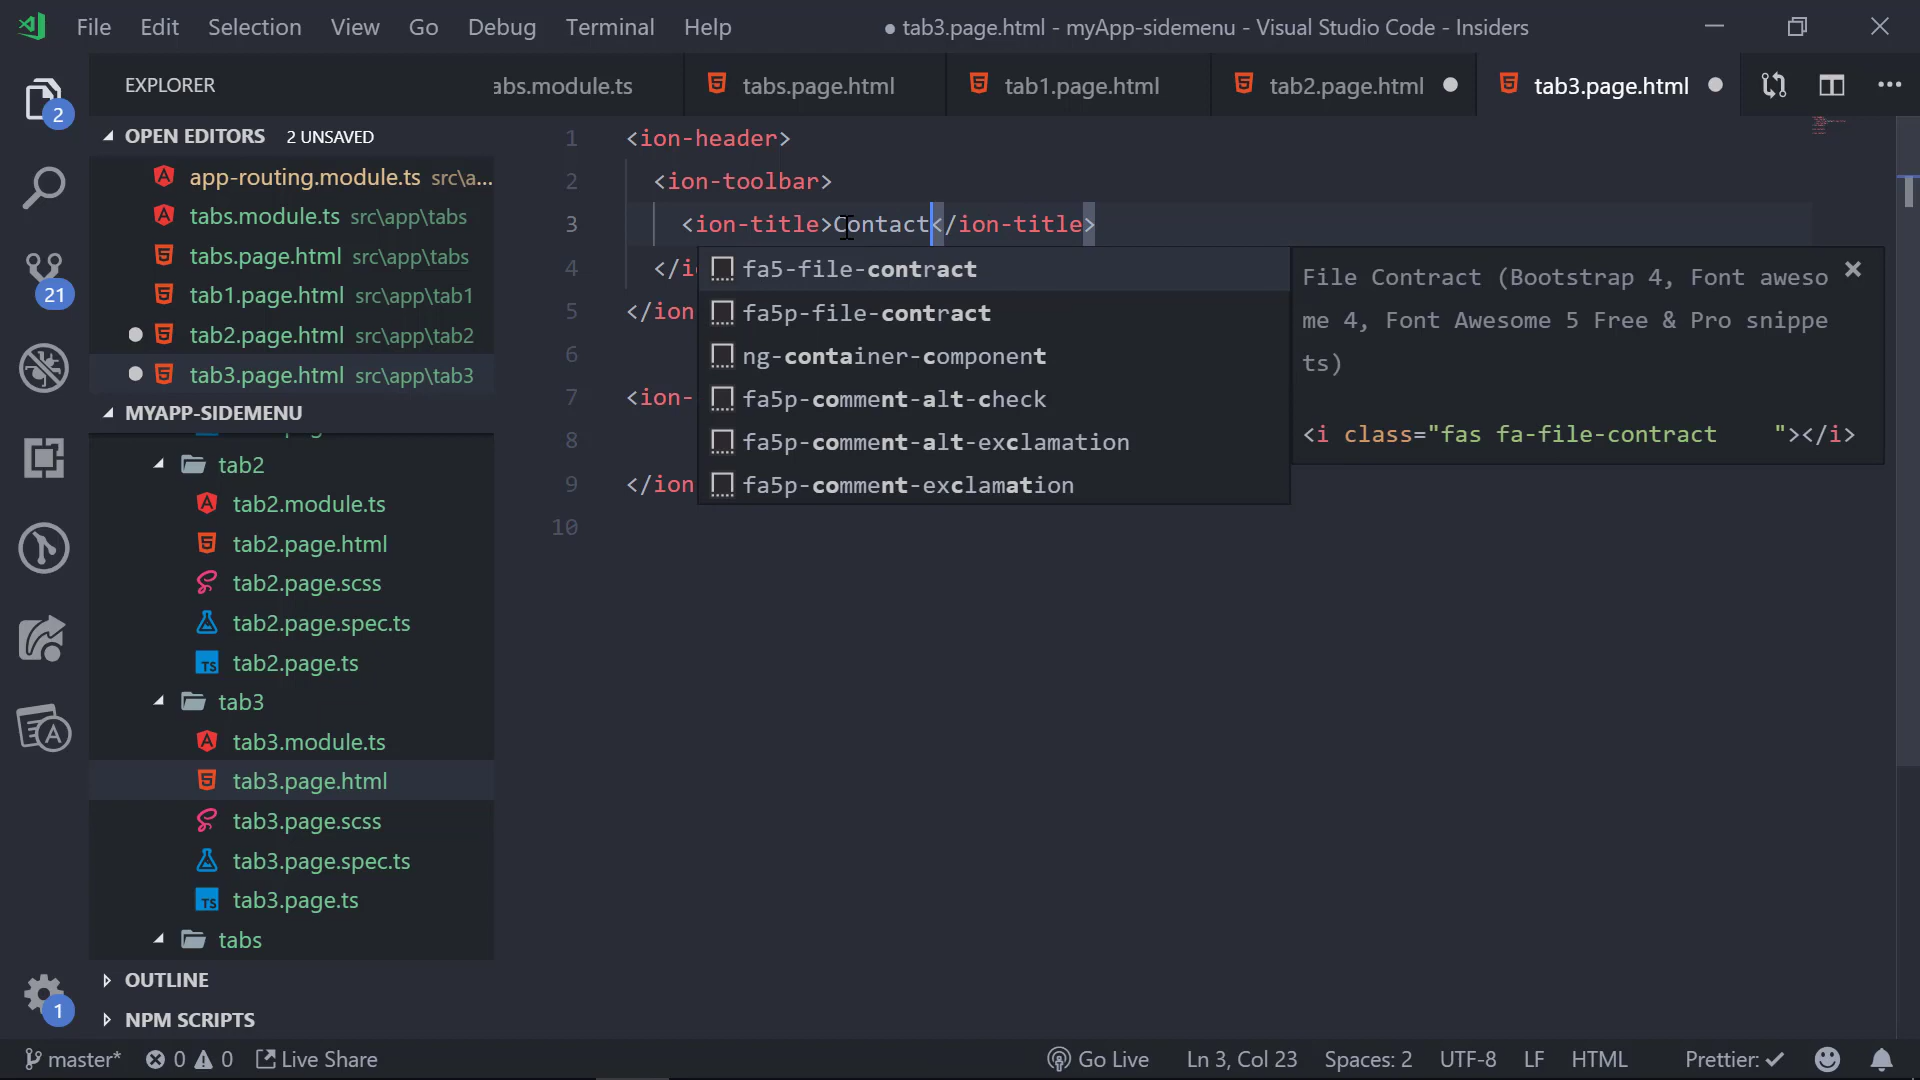 File Edit Selection View Go Debug Terminal Help ● tab3.page.html - myApp-sidemenu - Visual Studio Code - Insiders
EXPLORER
abs.module.ts tabs.page.html tab1.page.html tab2.page.html tab3.page.html
2
OPEN EDITORS 2 UNSAVED
app-routing.module.ts src\a...
tabs.module.ts src\app\tabs
tabs.page.html src\app\tabs
tab1.page.html src\app\tab1
tab2.page.html src\app\tab2
tab3.page.html src\app\tab3
21
MYAPP-SIDEMENU
tab2
tab2.module.ts
tab2.page.html
tab2.page.scss
tab2.page.spec.ts
TS tab2.page.ts
tab3
tab3.module.ts
tab3.page.html
tab3.page.scss
tab3.page.spec.ts
TS tab3.page.ts
tabs
OUTLINE
NPM SCRIPTS
1
1 <ion-header>
2 <ion-toolbar>
3 <ion-title>Contact</ion-title>
4 </i
5 </ion
6
7 <ion-
8
9 </ion
10
fa5-file-contract
fa5p-file-contract
ng-container-component
fa5p-comment-alt-check
fa5p-comment-alt-exclamation
fa5p-comment-exclamation
File Contract (Bootstrap 4, Font aweso
me 4, Font Awesome 5 Free & Pro snippe
ts)
<i class="fas fa-file-contract "></i>
master* 0 0 Live Share Go Live Ln 3, Col 23 Spaces: 2 UTF-8 LF HTML Prettier: ✓